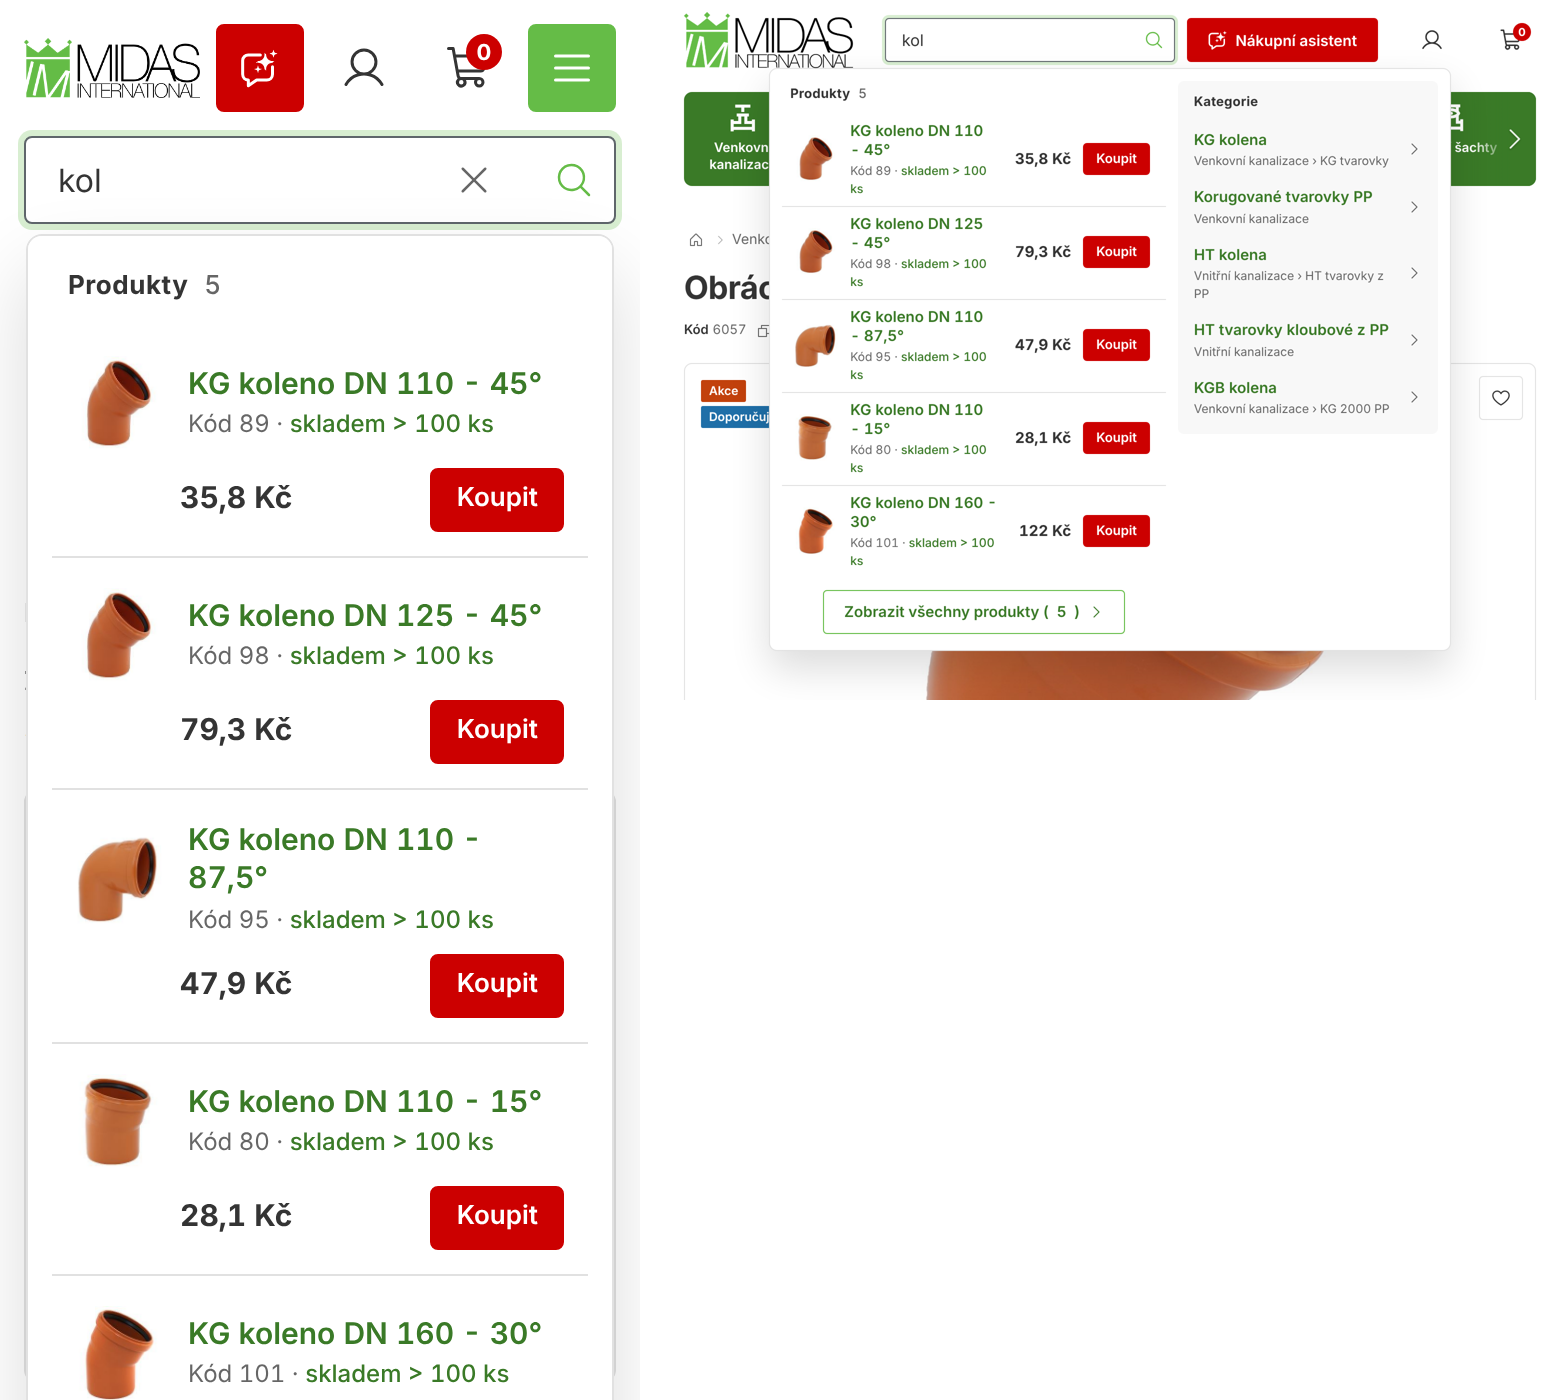 MIDAS
INTERNATIONAL
0
kol
Produkty 5
KG koleno DN 110 - 45°
Kód 89 · skladem > 100 ks
35,8 Kč
Koupit
KG koleno DN 125 - 45°
Kód 98 · skladem > 100 ks
79,3 Kč
Koupit
KG koleno DN 110 -
87,5°
Kód 95 · skladem > 100 ks
47,9 Kč
Koupit
KG koleno DN 110 - 15°
Kód 80 · skladem > 100 ks
28,1 Kč
Koupit
KG koleno DN 160 - 30°
Kód 101 · skladem > 100 ks
MIDAS
INTERNATIONAL
kol
Nákupní asistent
0
Venkovn
kanalizac
šachty
Venko
Obrác
Kód 6057
Akce
Doporučuj
Produkty 5
KG koleno DN 110
- 45°
Kód 89 · skladem > 100
ks
35,8 Kč
Koupit
KG koleno DN 125
- 45°
Kód 98 · skladem > 100
ks
79,3 Kč
Koupit
KG koleno DN 110
- 87,5°
Kód 95 · skladem > 100
ks
47,9 Kč
Koupit
KG koleno DN 110
- 15°
Kód 80 · skladem > 100
ks
28,1 Kč
Koupit
KG koleno DN 160 -
30°
Kód 101 · skladem > 100
ks
122 Kč
Koupit
Zobrazit všechny produkty ( 5 )
Kategorie
KG kolena
Venkovní kanalizace › KG tvarovky
Korugované tvarovky PP
Venkovní kanalizace
HT kolena
Vnitřní kanalizace › HT tvarovky z
PP
HT tvarovky kloubové z PP
Vnitřní kanalizace
KGB kolena
Venkovní kanalizace › KG 2000 PP